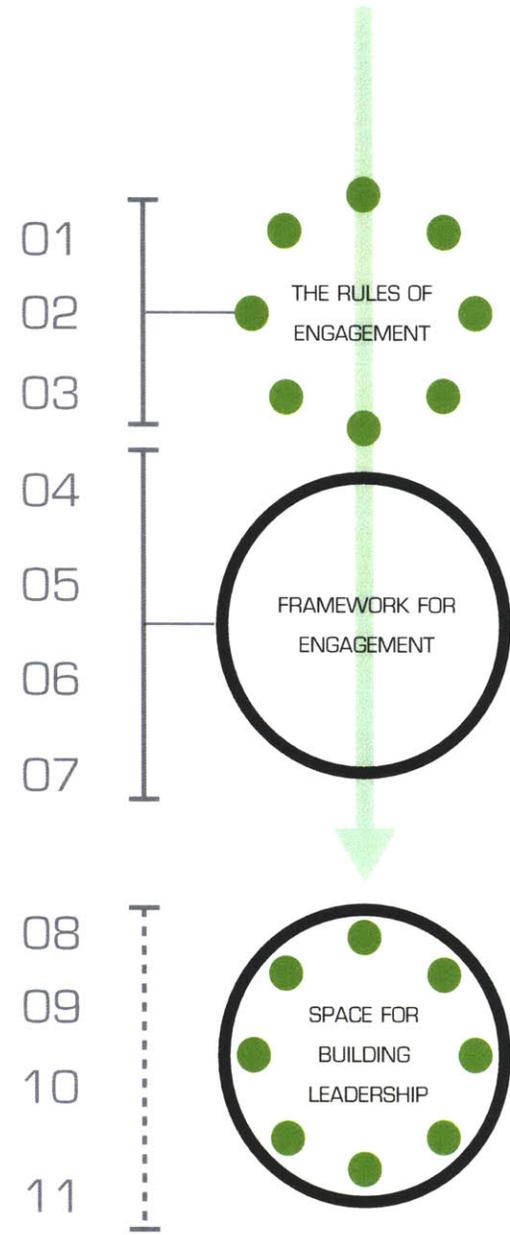 01
02
03
THE RULES OF
ENGAGEMENT
04
05
06
07
FRAMEWORK FOR
ENGAGEMENT
08
09
10
11
SPACE FOR
BUILDING
LEADERSHIP